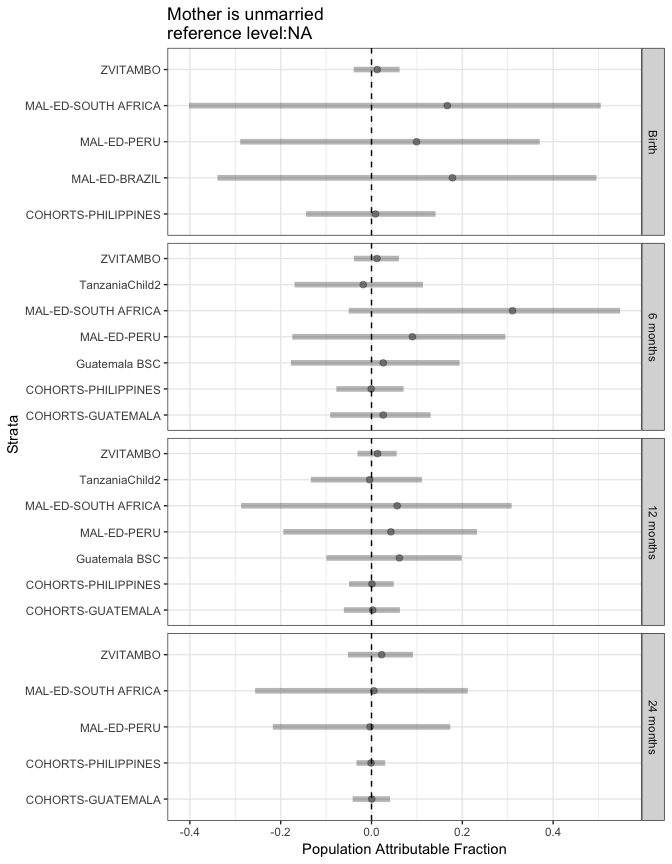 Mother is unmarried
reference level:NA
ZVITAMBO
MAL-ED-SOUTH AFRICA
MAL-ED-PERU
MAL-ED-BRAZIL
COHORTS-PHILIPPINES
Birth
ZVITAMBO
TanzaniaChild2
MAL-ED-SOUTH AFRICA
MAL-ED-PERU
Guatemala BSC
COHORTS-PHILIPPINES
COHORTS-GUATEMALA
6 months
Strata
ZVITAMBO
TanzaniaChild2
MAL-ED-SOUTH AFRICA
MAL-ED-PERU
Guatemala BSC
COHORTS-PHILIPPINES
COHORTS-GUATEMALA
12 months
ZVITAMBO
MAL-ED-SOUTH AFRICA
MAL-ED-PERU
COHORTS-PHILIPPINES
COHORTS-GUATEMALA
24 months
-0.4 -0.2 0.0 0.2 0.4
Population Attributable Fraction